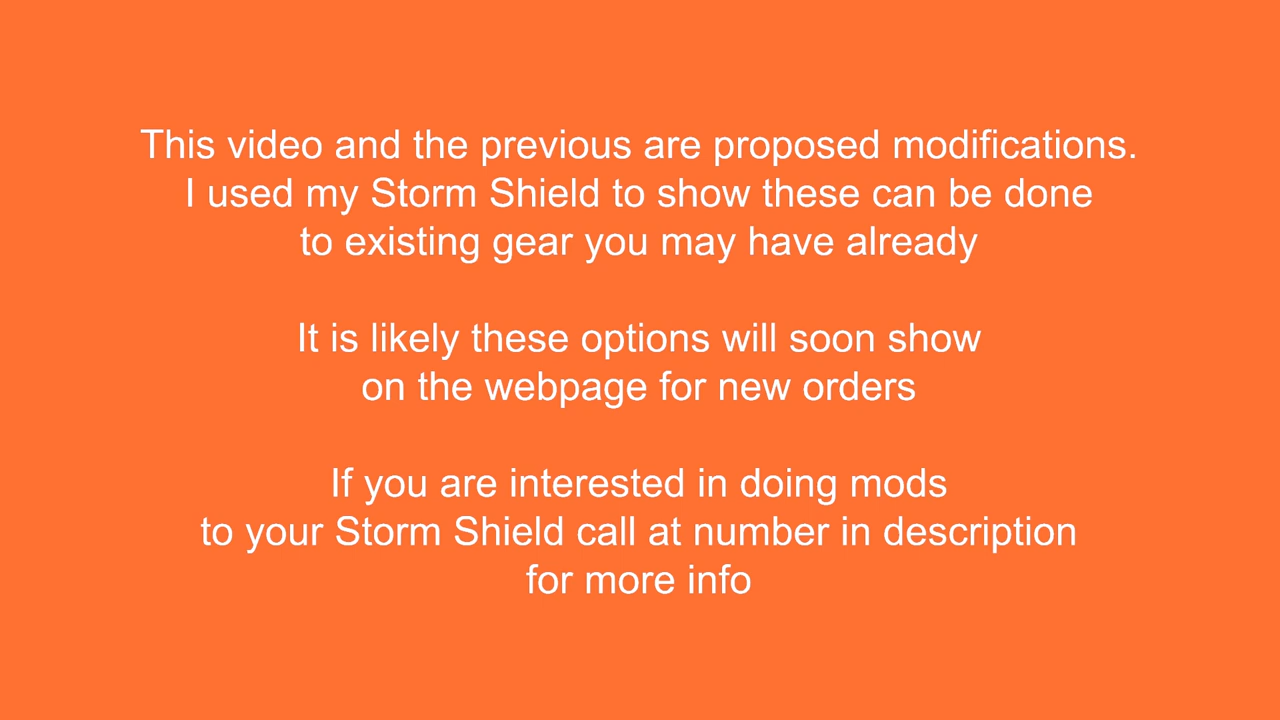 This video and the previous are proposed modifications.
I used my Storm Shield to show these can be done
to existing gear you may have already
It is likely these options will soon show
on the webpage for new orders
If you are interested in doing mods
to your Storm Shield call at number in description
for more info